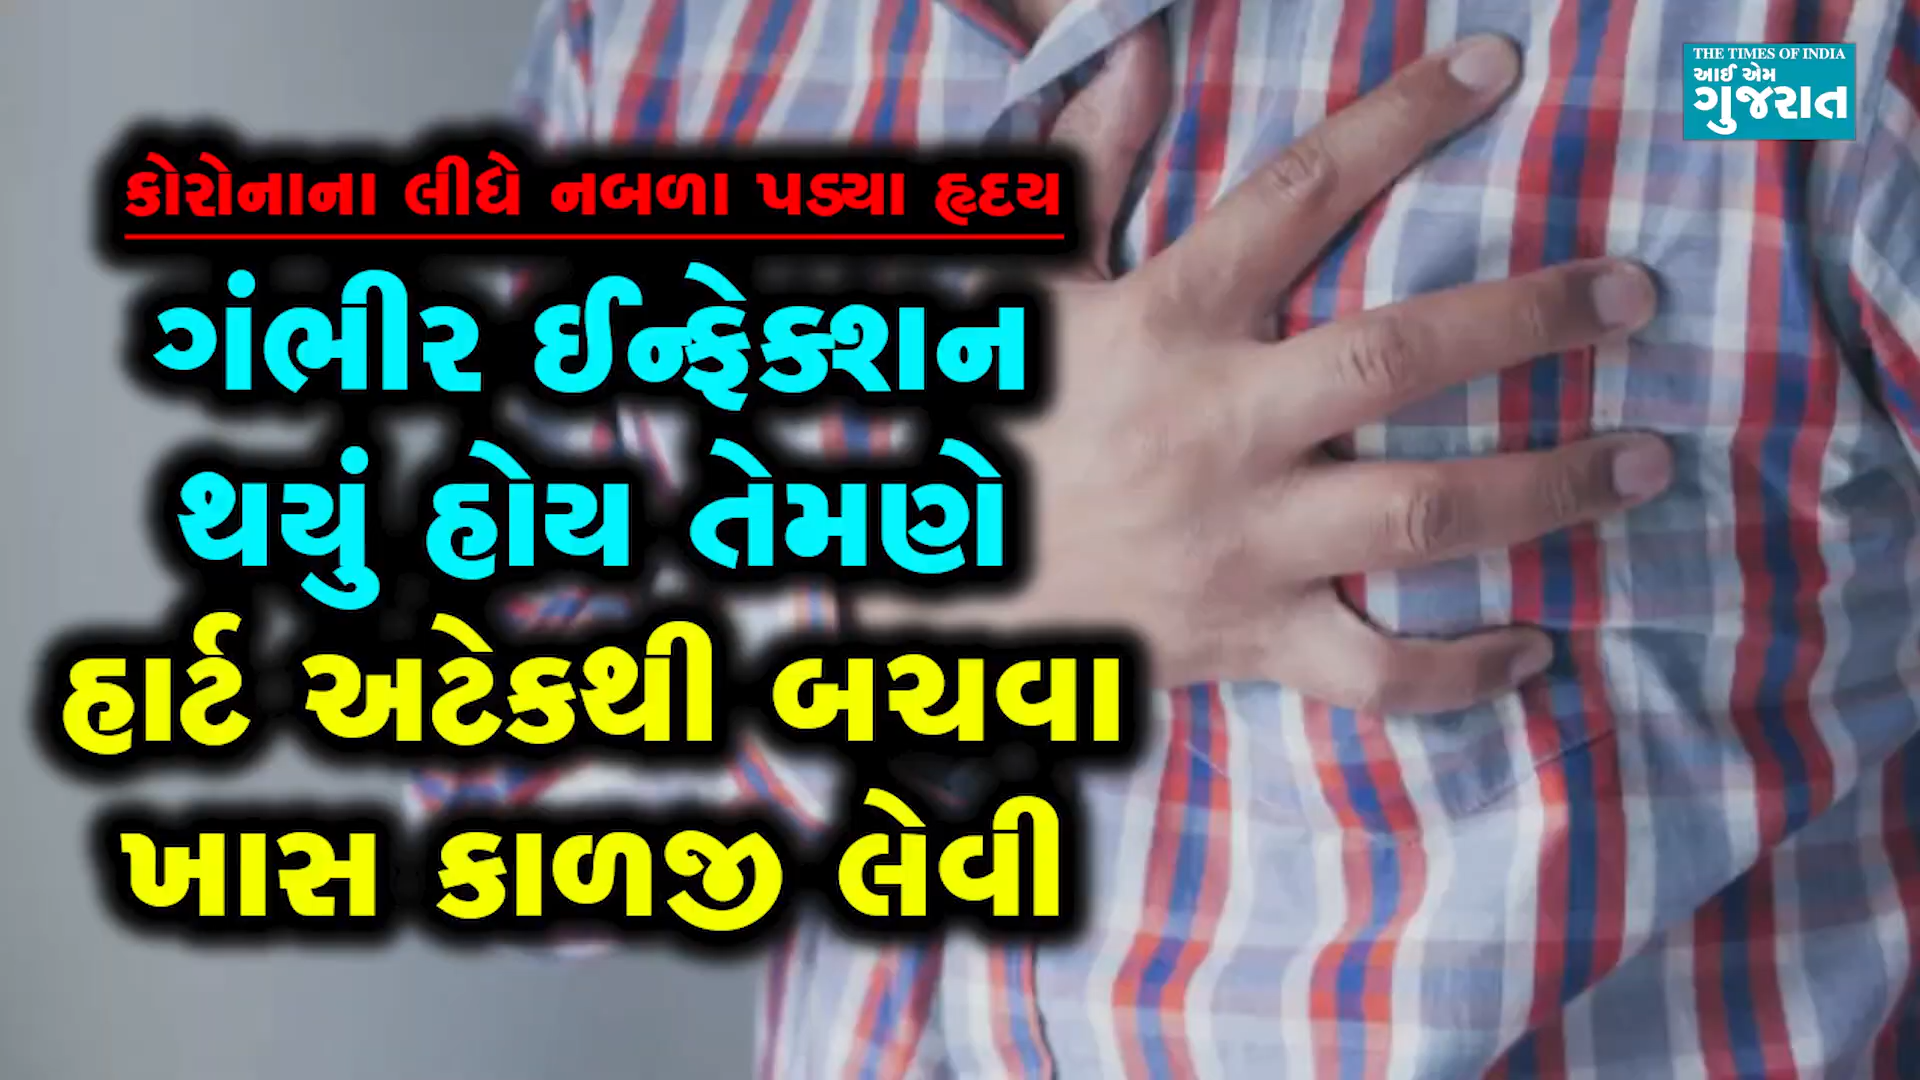 THE TIMES OF INDIA
આઈ એમ
ગુજરાત
કોરોનાના લીધે નબળા પડ્યા હૃદય
ગંભીર ઈન્ફેક્શન
થયું હોય તેમણે
હાર્ટ અટેકથી બચવા
ખાસ કાળજી લેવી